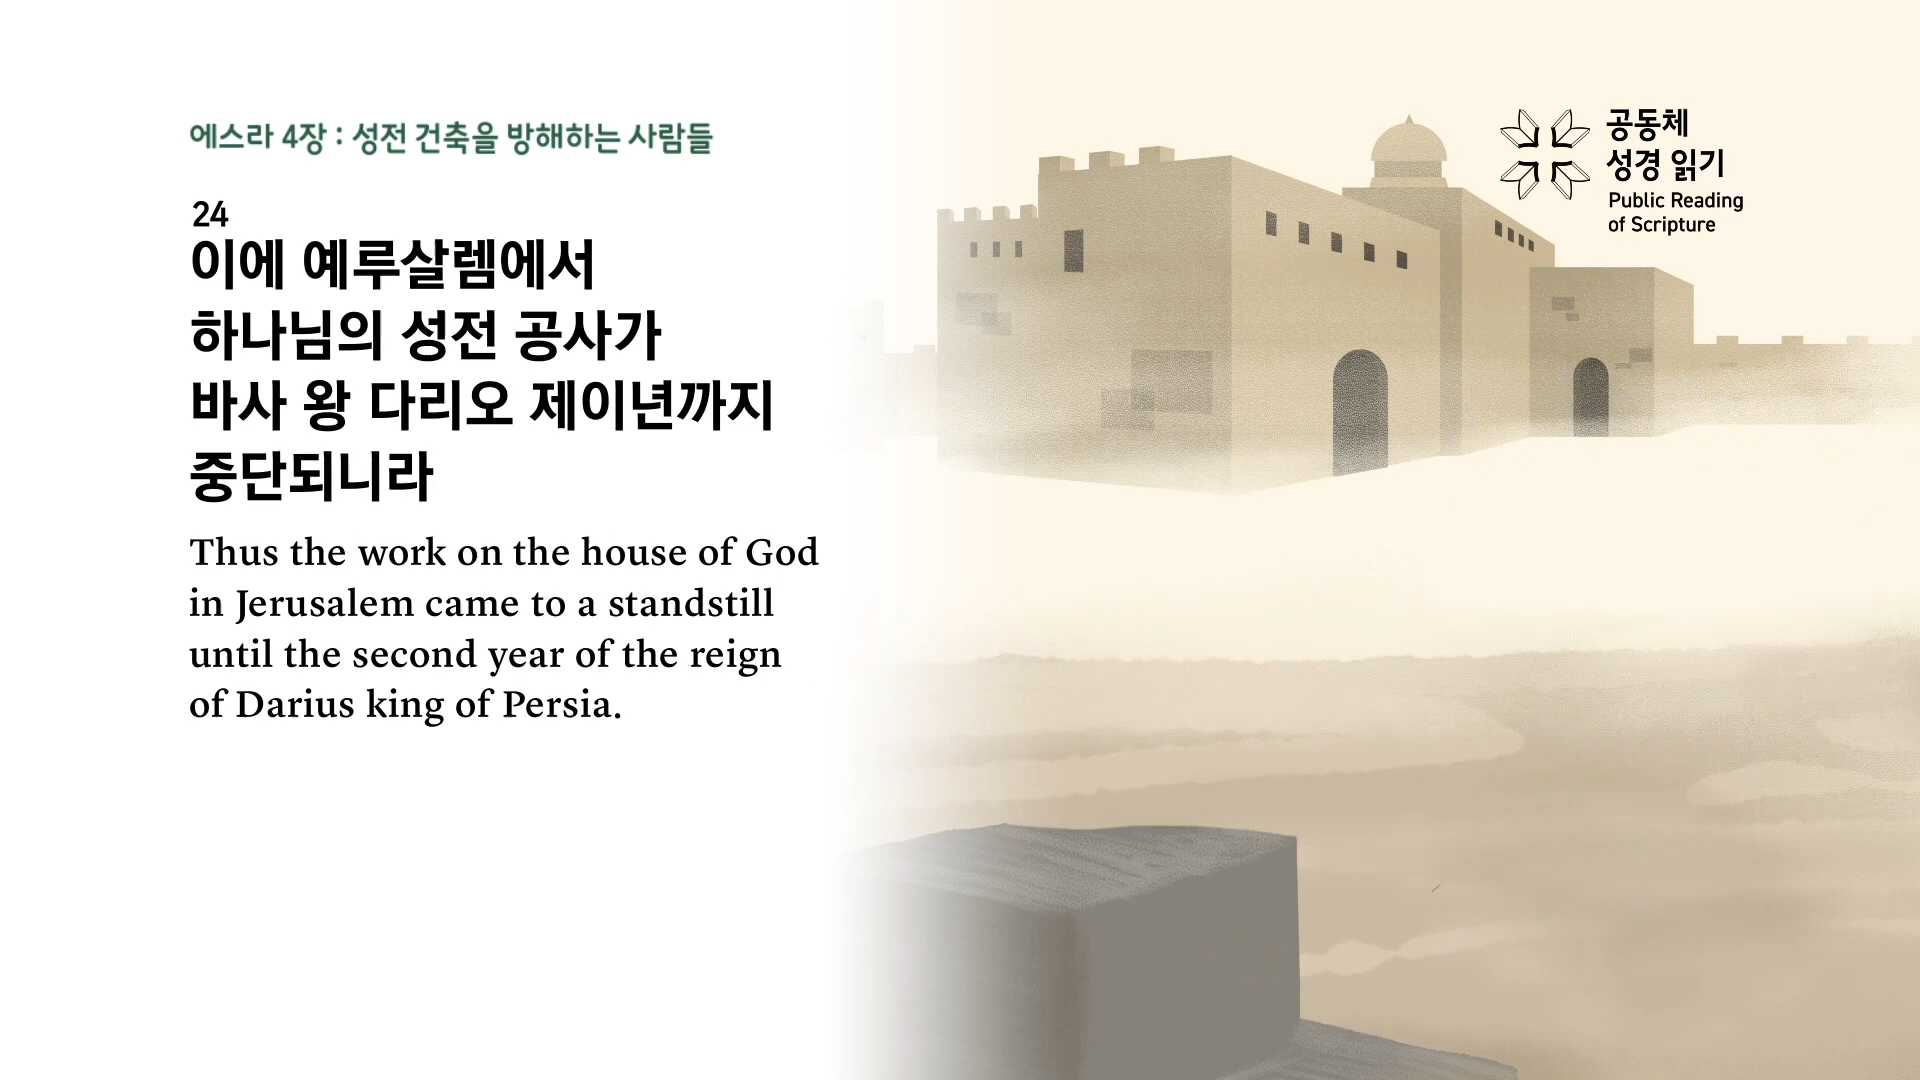 에스라 4장 : 성전 건축을 방해하는 사람들
24
이에 예루살렘에서
하나님의 성전 공사가
바사 왕 다리오 제이년까지
중단되니라
Thus the work on the house of God
in Jerusalem came to a standstill
until the second year of the reign
of Darius king of Persia.
공동체
성경 읽기
Public Reading
of Scripture